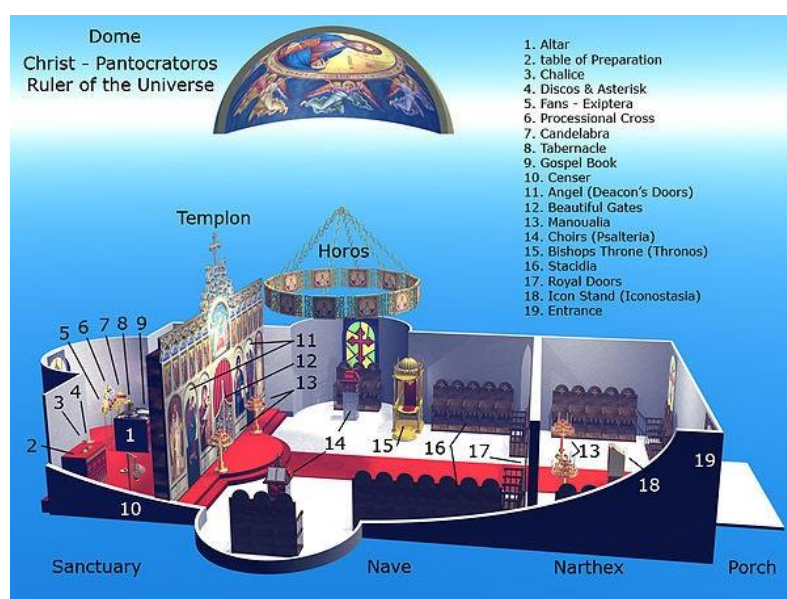 Dome
Christ - Pantocratoros
Ruler of the Universe
1. Altar
2. table of Preparation
3. Chalice
4. Discos & Asterisk
5. Fans - Exiptera
6. Processional Cross
7. Candelabra
8. Tabernacle
9. Gospel Book
10. Censer
11. Angel (Deacon's Doors)
12. Beautiful Gates
13. Manoualia
14. Choirs (Psalteria)
15. Bishops Throne (Thronos)
16. Stacidia
17. Royal Doors
18. Icon Stand (Iconostasia)
19. Entrance
Templon
Horos
5 6 7 8 9
11
12
13
3 4
2
1
10
14
15
16
17
13
18
19
Sanctuary
Nave
Narthex
Porch